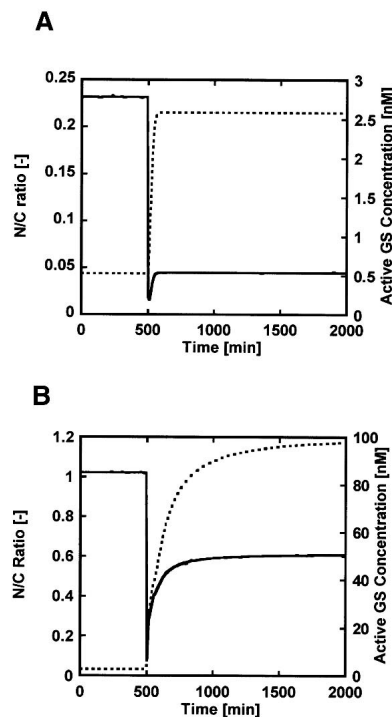 A
0.25
0.2
0.15
0.1
0.05
0
N/C ratio [-]
3
2.5
2
1.5
1
0.5
0
Active GS Concentration [nM]
0 500 1000 1500 2000
Time [min]
B
1.2
1
0.8
0.6
0.4
0.2
0
N/C Ratio [-]
100
80
60
40
20
0
Active GS Concentration [nM]
0 500 1000 1500 2000
Time [min]